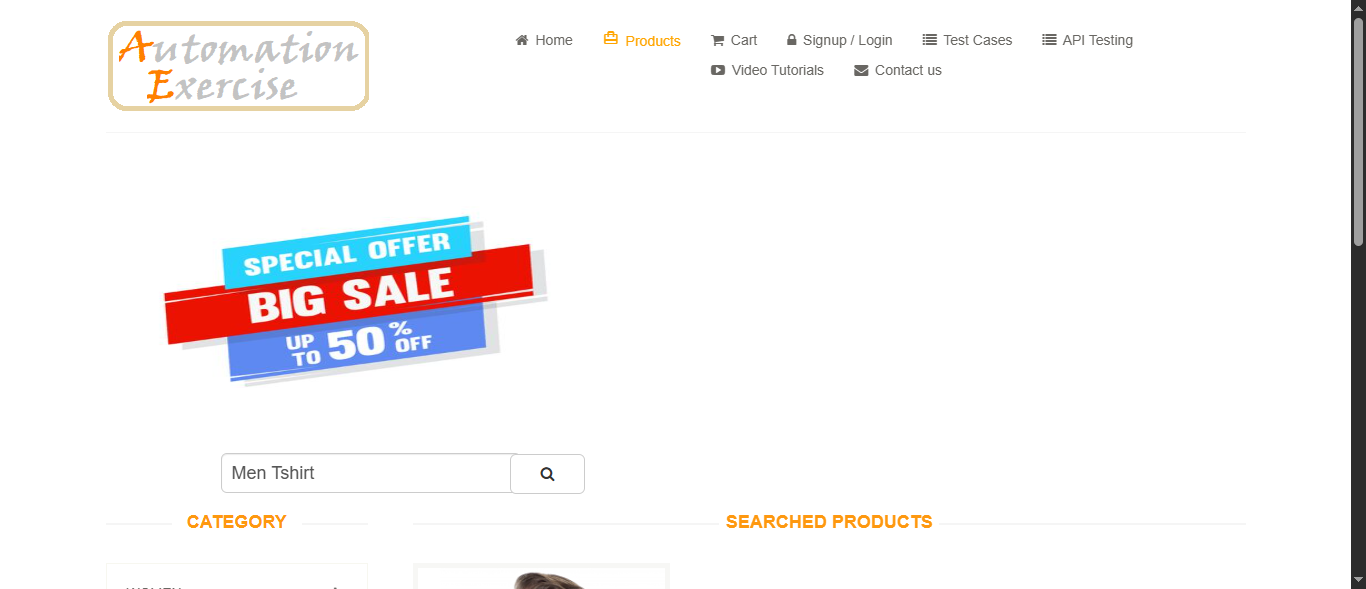 Automation
Exercise
Home Products Cart Signup / Login Test Cases API Testing
Video Tutorials Contact us
SPECIAL OFFER
BIG SALE
UP TO 50% OFF
Men Tshirt
CATEGORY
SEARCHED PRODUCTS